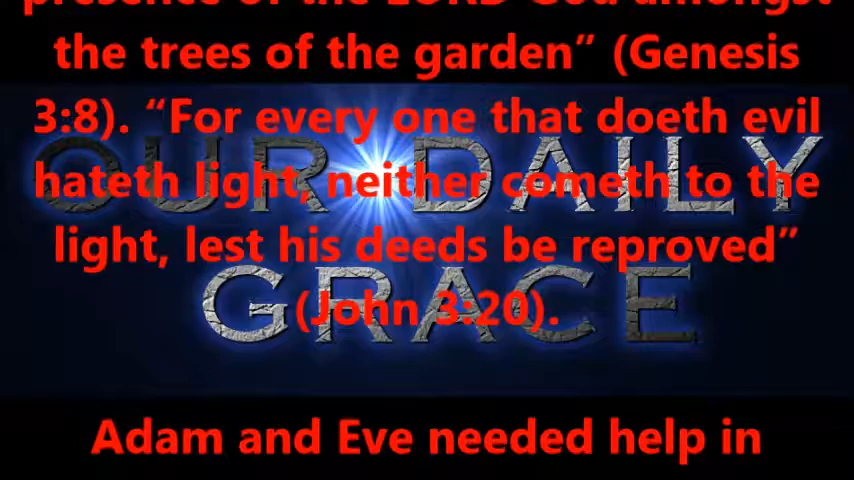 presence of the LORD God amongst
the trees of the garden” (Genesis
3:8). “For every one that doeth evil
hateth light, neither cometh to the
light, lest his deeds be reproved”
(John 3:20).
Adam and Eve needed help in
OUR DAILY
GRACE